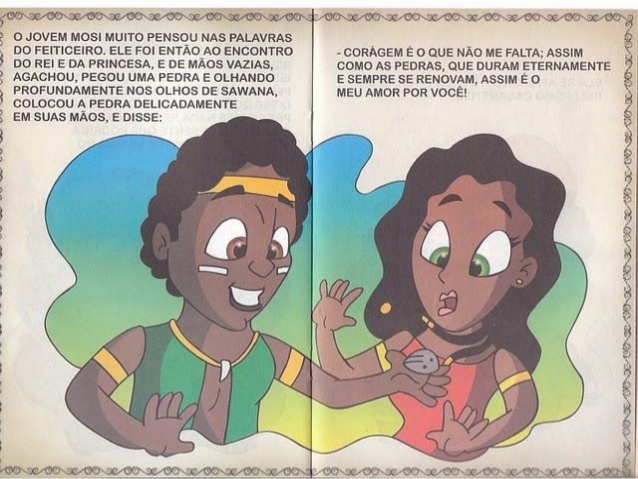 O JOVEM MOSI MUITO PENSOU NAS PALAVRAS
DO FEITICEIRO. ELE FOI ENTÃO AO ENCONTRO
DO REI E DA PRINCESA, E DE MÃOS VAZIAS,
AGACHOU, PEGOU UMA PEDRA E OLHANDO
PROFUNDAMENTE NOS OLHOS DE SAWANA,
COLOCOU A PEDRA DELICADAMENTE
EM SUAS MÃOS, E DISSE:
- CORAGEM É O QUE NÃO ME FALTA; ASSIM
COMO AS PEDRAS, QUE DURAM ETERNAMENTE
E SEMPRE SE RENOVAM, ASSIM É O
MEU AMOR POR VOCÊ!